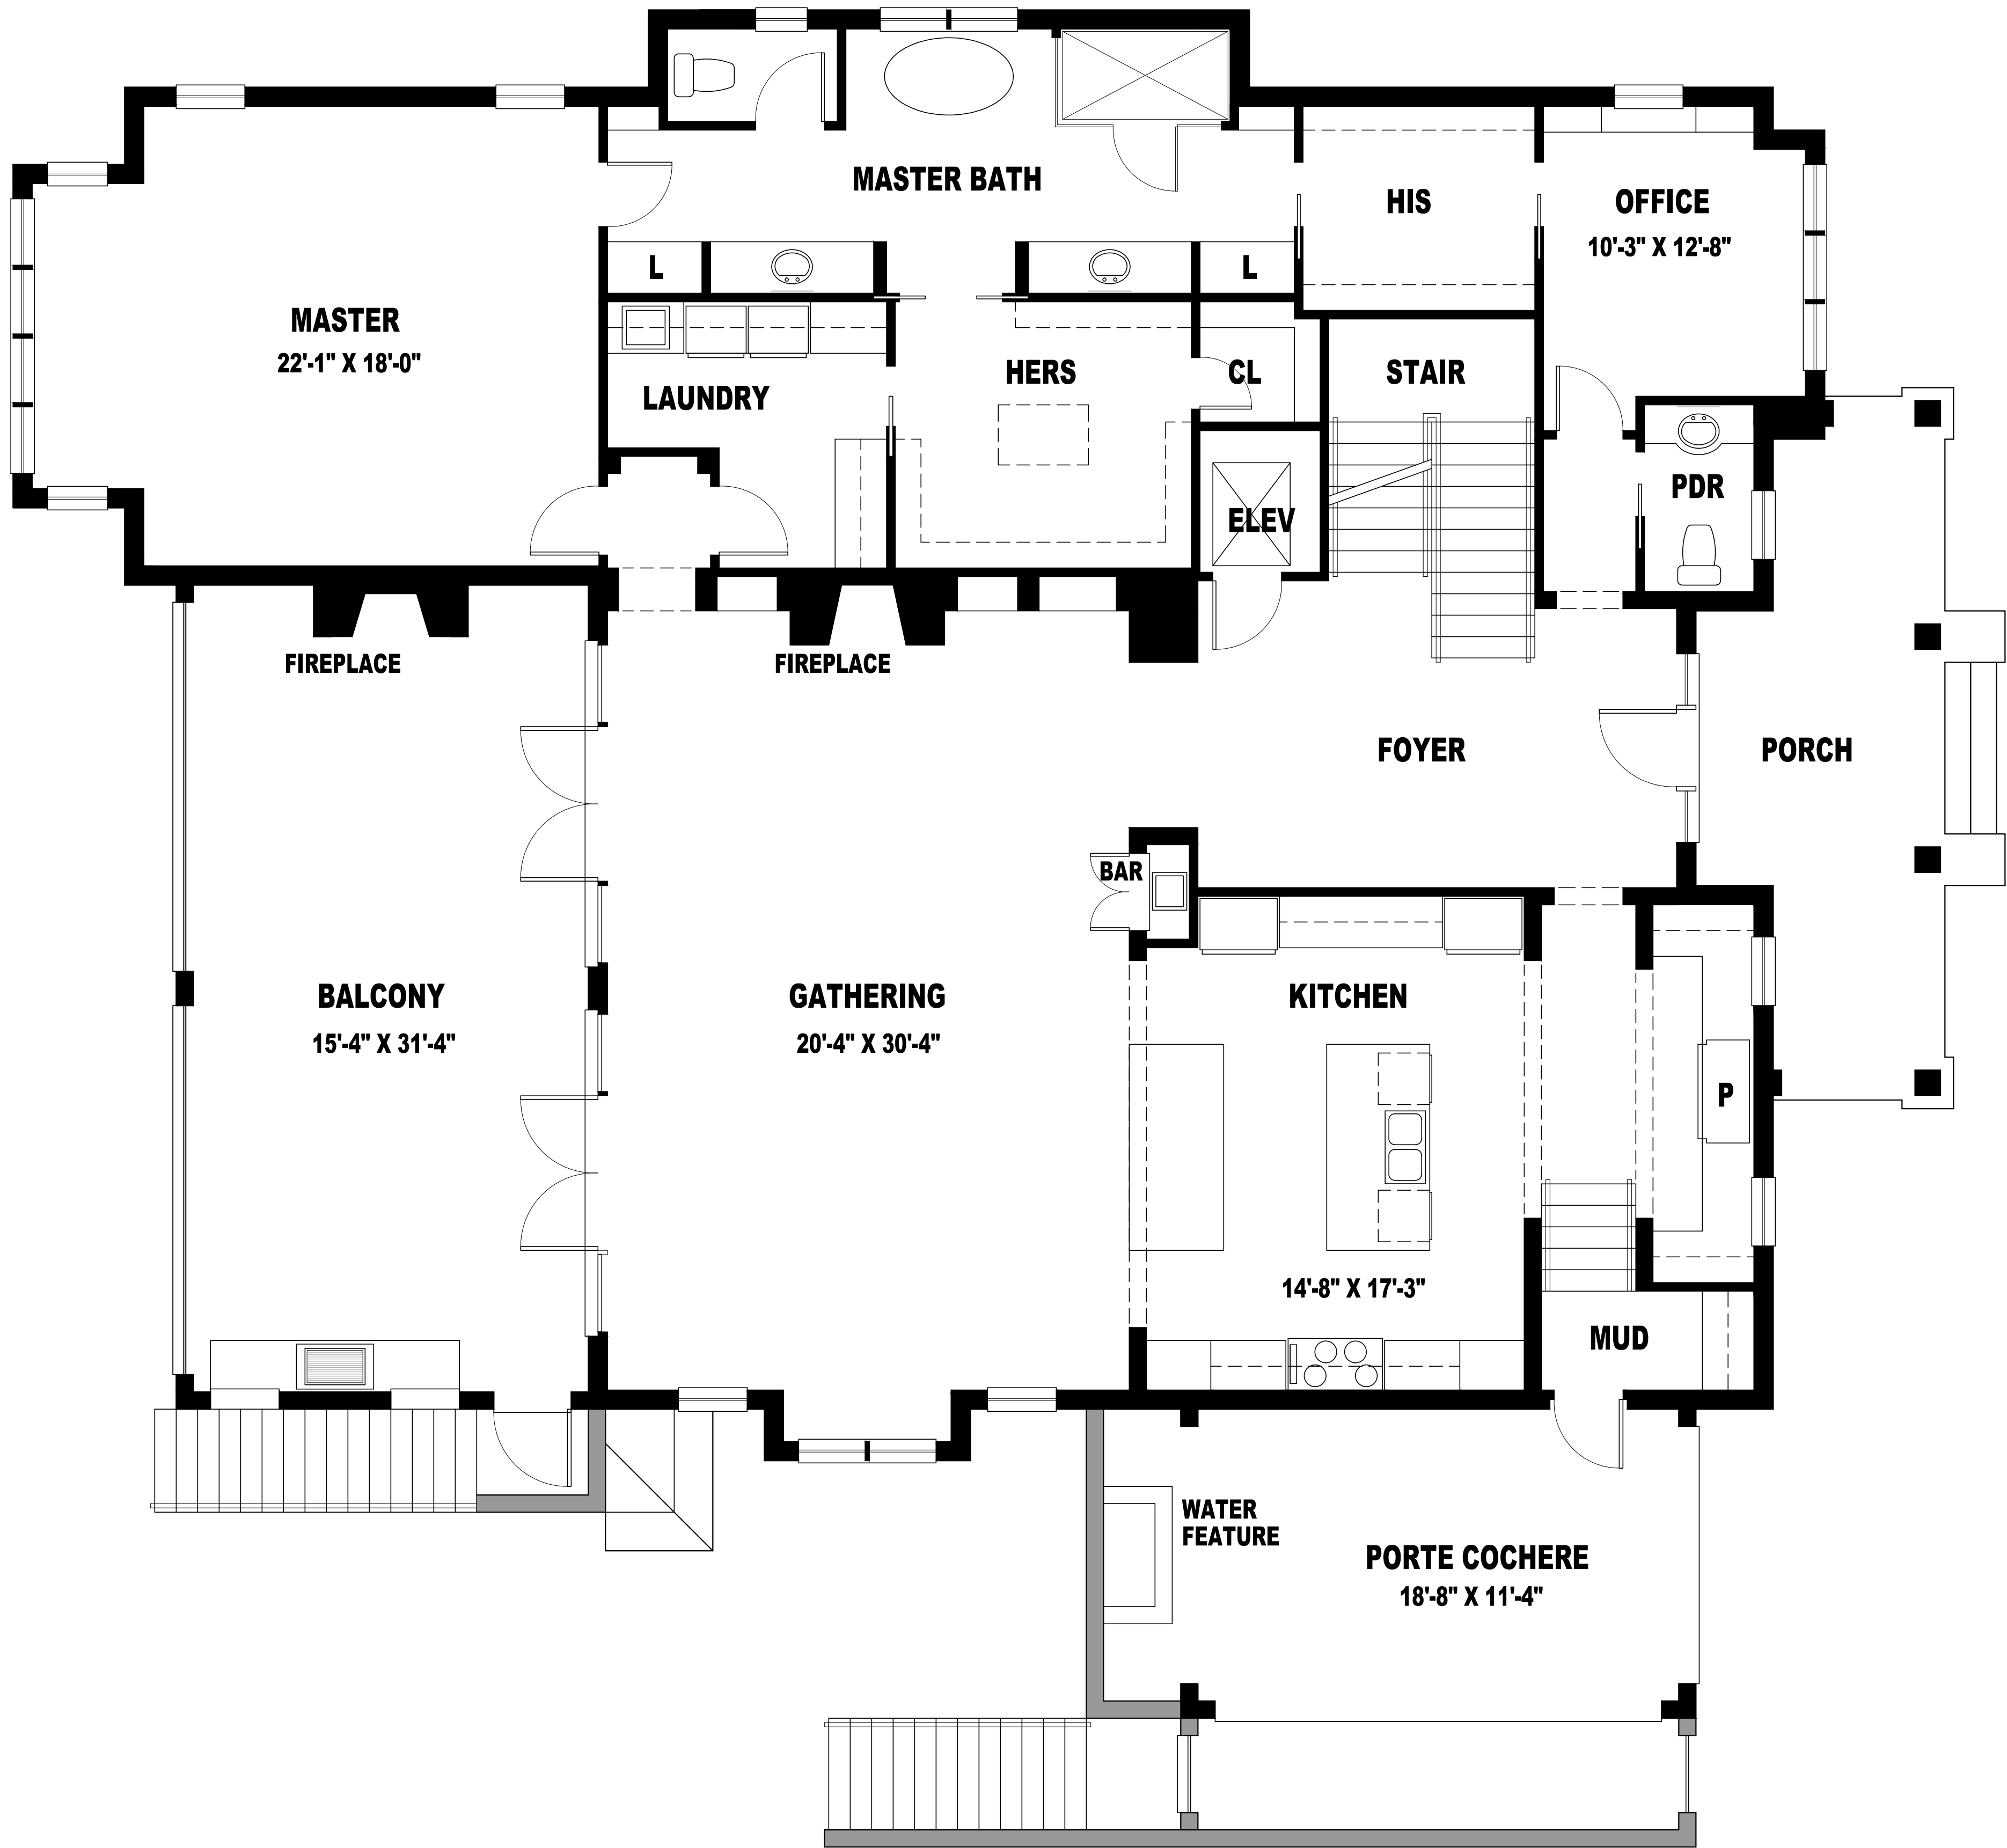 MASTER BATH
HIS
OFFICE
10'-3" X 12'-8"
L
L
MASTER
22'-1" X 18'-0"
LAUNDRY
HERS
CL
STAIR
ELEV
PDR
FIREPLACE
FIREPLACE
FOYER
PORCH
BAR
BALCONY
15'-4" X 31'-4"
GATHERING
20'-4" X 30'-4"
KITCHEN
14'-8" X 17'-3"
P
MUD
WATER
FEATURE
PORTE COCHERE
18'-8" X 11'-4"